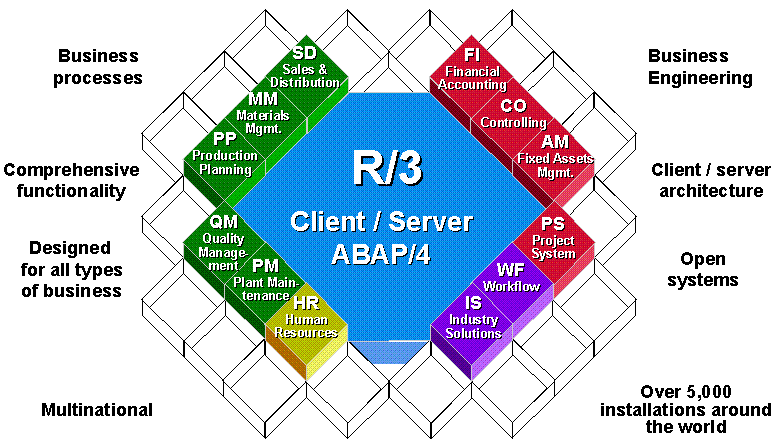 Business
processes
Comprehensive
functionality
Designed
for all types
of business
Multinational
SD
Sales &
Distribution
MM
Materials
Mgmt.
PP
Production
Planning
QM
Quality
Manage-
ment
PM
Plant Main-
tenance
HR
Human
Resources
R/3
Client / Server
ABAP/4
FI
Financial
Accounting
CO
Controlling
AM
Fixed Assets
Mgmt.
PS
Project
System
WF
Workflow
IS
Industry
Solutions
Business
Engineering
Client / server
architecture
Open
systems
Over 5,000
installations around
the world